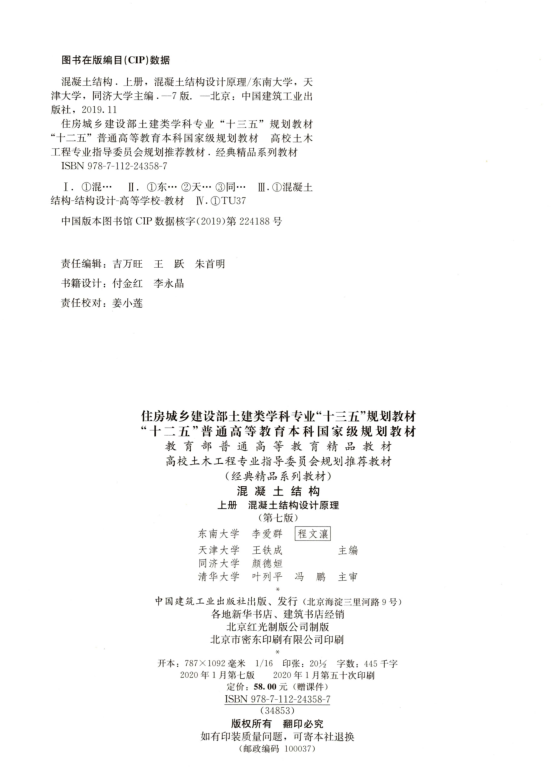 图书在版编目(CIP)数据
混凝土结构.上册,混凝土结构设计原理/东南大学,天
津大学,同济大学主编.—7版.—北京:中国建筑工业出
版社,2019.11
住房城乡建设部土建类学科专业“十三五”规划教材
“十二五”普通高等教育本科国家级规划教材 高校土木
工程专业指导委员会规划推荐教材.经典精品系列教材
ISBN 978-7-112-24358-7
Ⅰ.①混… Ⅱ.①东…②天…③同… Ⅲ.①混凝土
结构-结构设计-高等学校-教材 Ⅳ.①TU37
中国版本图书馆CIP数据核字(2019)第224188号
责任编辑:吉万旺 王 跃 朱首明
书籍设计:付金红 李永晶
责任校对:姜小莲
住房城乡建设部土建类学科专业“十三五”规划教材
“十二五”普通高等教育本科国家级规划教材
教育部普通高等教育精品教材
高校土木工程专业指导委员会规划推荐教材
(经典精品系列教材)
混凝土结构
上册 混凝土结构设计原理
(第七版)
东南大学 李爱群 程文瀼
天津大学 王铁成 主编
同济大学 颜德姮
清华大学 叶列平 冯 鹏 主审
*
中国建筑工业出版社出版、发行(北京海淀三里河路9号)
各地新华书店、建筑书店经销
北京红光制版公司制版
北京市密东印刷有限公司印刷
*
开本:787×1092毫米 1/16 印张:20½ 字数:445千字
2020年1月第七版 2020年1月第五十次印刷
定价:58.00元(赠课件)
ISBN 978-7-112-24358-7
(34853)
版权所有 翻印必究
如有印装质量问题,可寄本社退换
(邮政编码 100037)